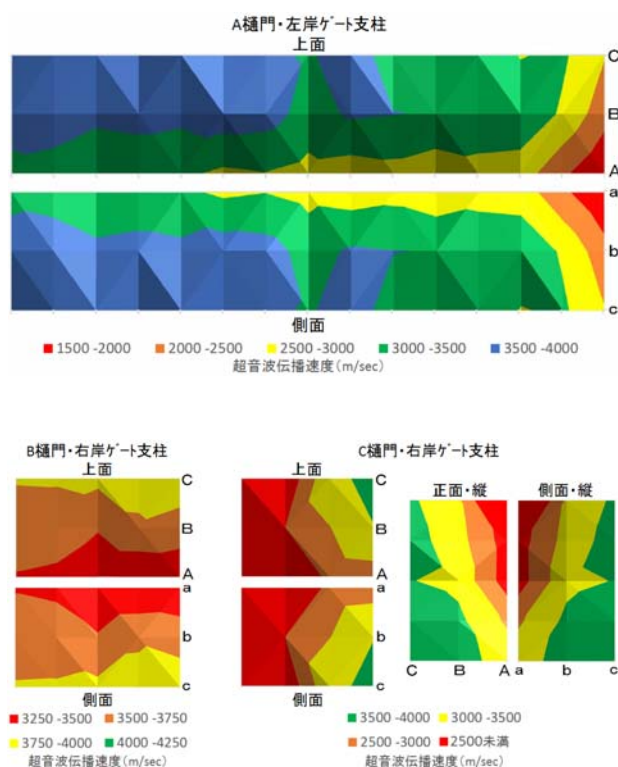 A樋門・左岸ゲート支柱
上面
C
B
A
a
b
c
側面
1500 -2000 2000 -2500 2500 -3000 3000 -3500 3500 -4000
超音波伝播速度(m/sec)
B樋門・右岸ゲート支柱
上面
C
B
A
a
b
c
側面
3250 -3500 3500 -3750
3750 -4000 4000 -4250
超音波伝播速度(m/sec)
C樋門・右岸ゲート支柱
上面
C
B
A
a
b
c
側面
正面・縦 側面・縦
C B A a b c
3500 -4000 3000 -3500
2500 -3000 2500未満
超音波伝播速度(m/sec)